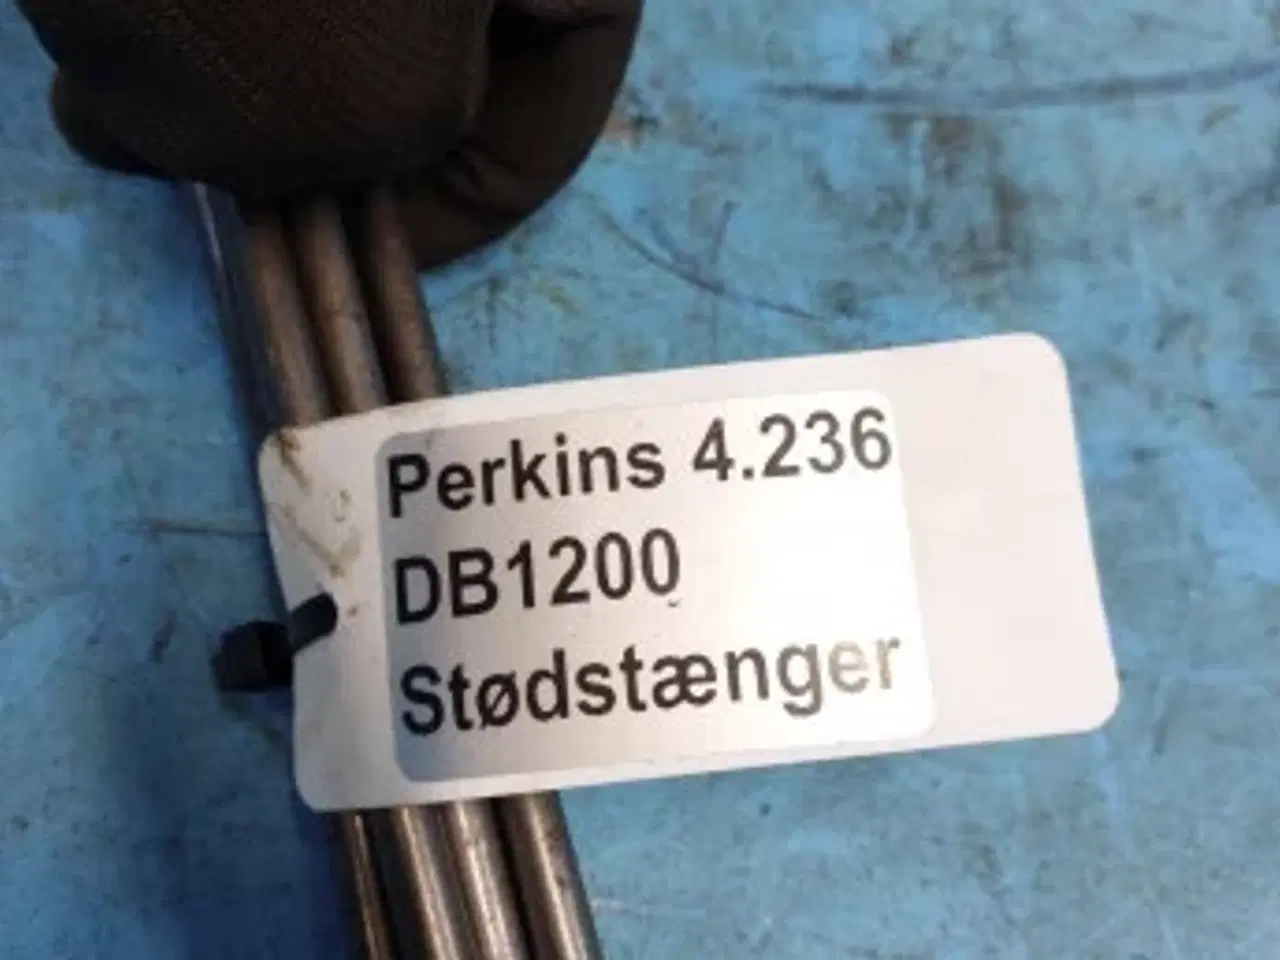 Perkins 4.236
DB1200
Stødstænger